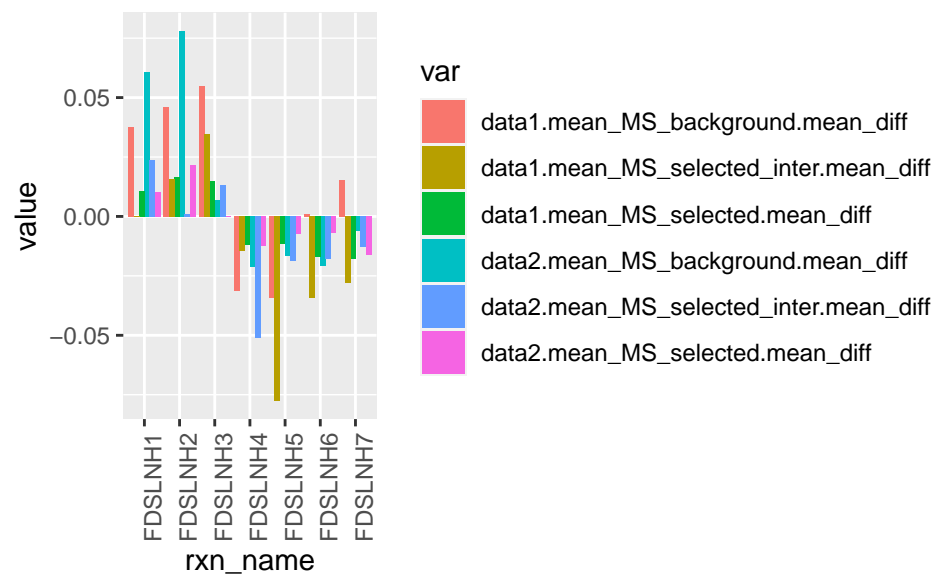 value
0.05
0.00
−0.05
FDSLNH1
FDSLNH2
FDSLNH3
FDSLNH4
FDSLNH5
FDSLNH6
FDSLNH7
rxn_name
var
data1.mean_MS_background.mean_diff
data1.mean_MS_selected_inter.mean_diff
data1.mean_MS_selected.mean_diff
data2.mean_MS_background.mean_diff
data2.mean_MS_selected_inter.mean_diff
data2.mean_MS_selected.mean_diff